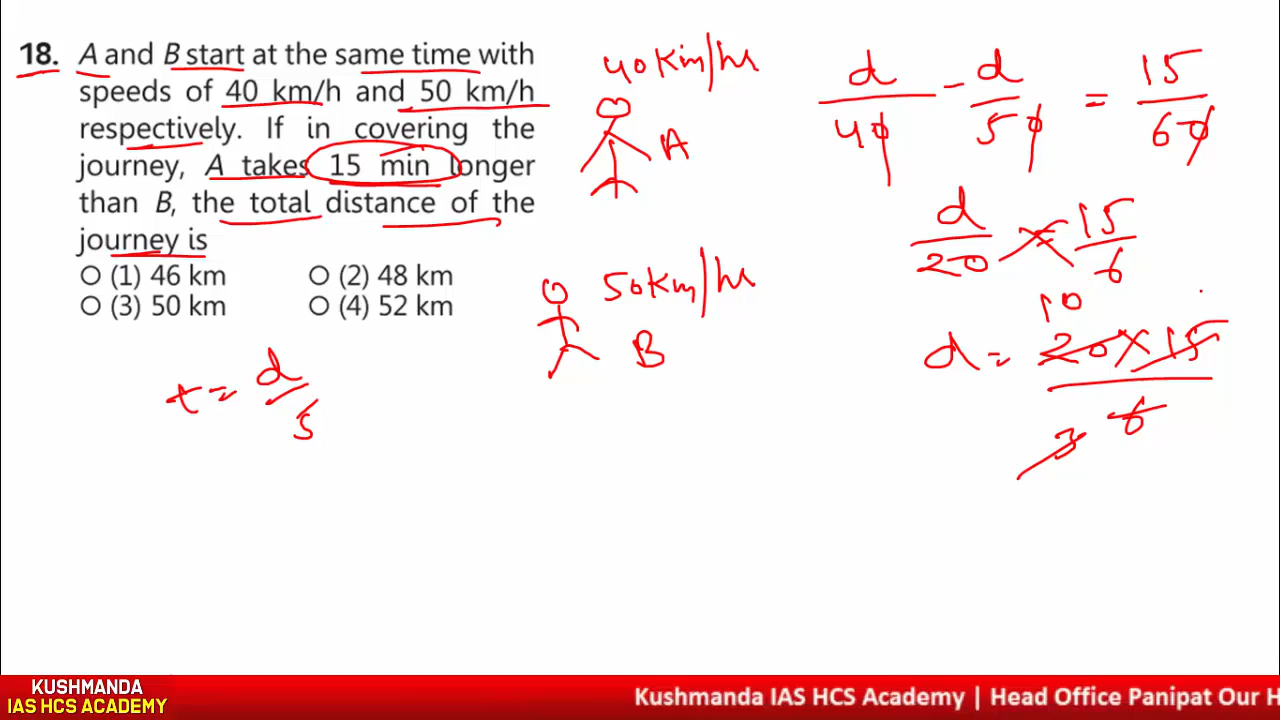 18. A and B start at the same time with
speeds of 40 km/h and 50 km/h
respectively. If in covering the
journey, A takes 15 min longer
than B, the total distance of the
journey is
(1) 46 km (2) 48 km
(3) 50 km (4) 52 km
t = d/s
40 Km/hr
A
50 Km/hr
B
d/40 - d/50 = 15/60
d/20 = 15/6
10
d = 20 × 15 / 6
3
KUSHMANDA
IAS HCS ACADEMY
Kushmanda IAS HCS Academy | Head Office Panipat Our H